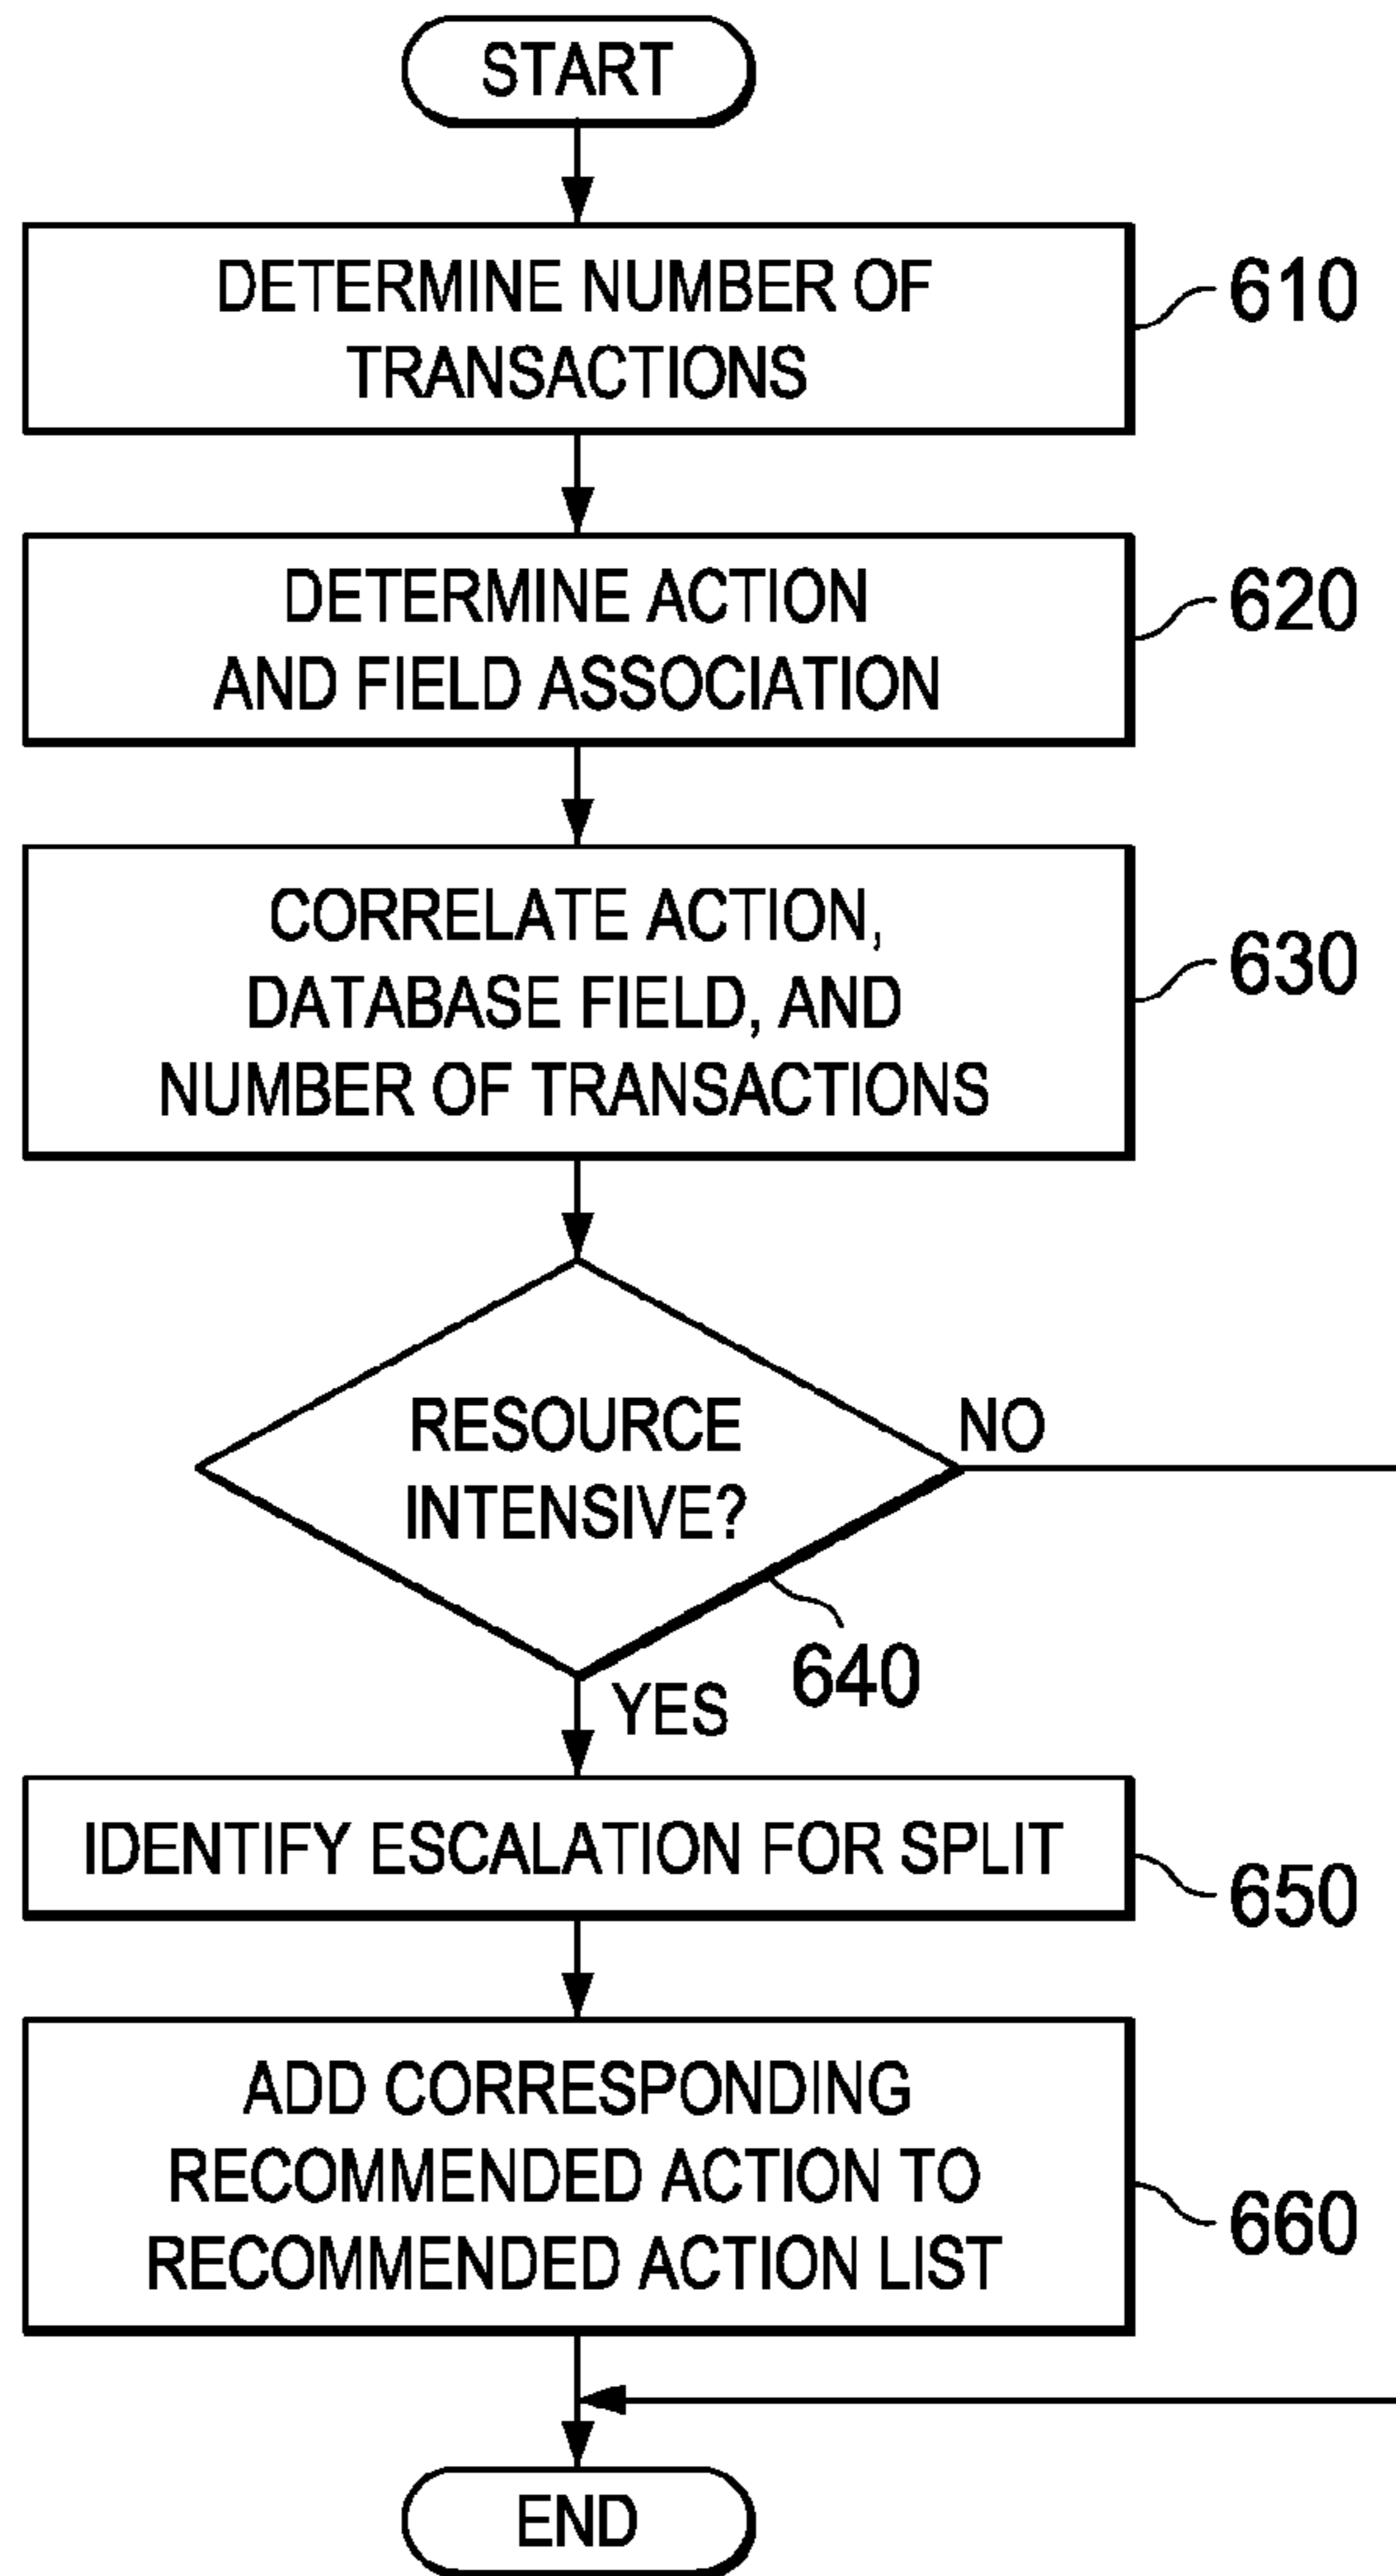 START
DETERMINE NUMBER OF
TRANSACTIONS
610
DETERMINE ACTION
AND FIELD ASSOCIATION
620
CORRELATE ACTION,
DATABASE FIELD, AND
NUMBER OF TRANSACTIONS
630
RESOURCE
INTENSIVE?
NO
640
YES
IDENTIFY ESCALATION FOR SPLIT
650
ADD CORRESPONDING
RECOMMENDED ACTION TO
RECOMMENDED ACTION LIST
660
END